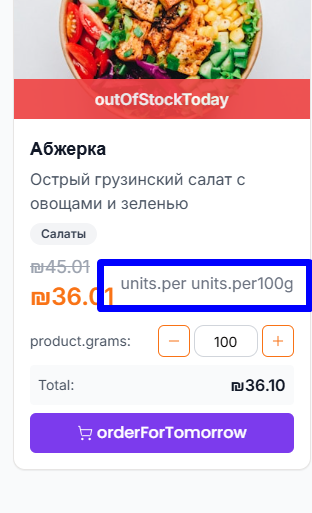 outOfStockToday
Абжерка
Острый грузинский салат с
овощами и зеленью
Салаты
₪45.01
₪36.01
units.per units.per100g
product.grams:
100
Total:
₪36.10
orderForTomorrow